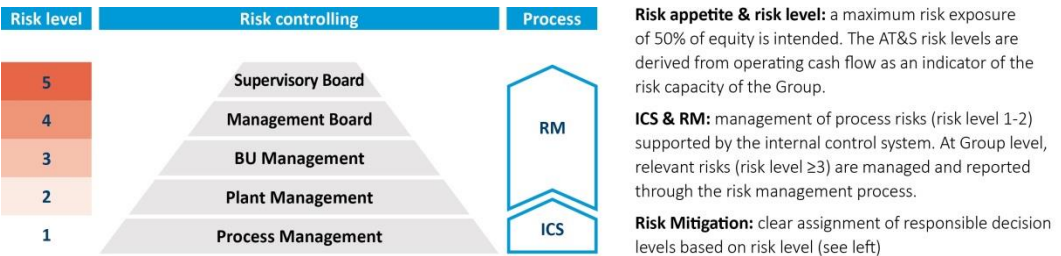 Risk level Risk controlling Process
5 Supervisory Board
4 Management Board
3 BU Management
2 Plant Management
1 Process Management
RM
ICS
Risk appetite & risk level: a maximum risk exposure
of 50% of equity is intended. The AT&S risk levels are
derived from operating cash flow as an indicator of the
risk capacity of the Group.
ICS & RM: management of process risks (risk level 1-2)
supported by the internal control system. At Group level,
relevant risks (risk level ≥3) are managed and reported
through the risk management process.
Risk Mitigation: clear assignment of responsible decision
levels based on risk level (see left)